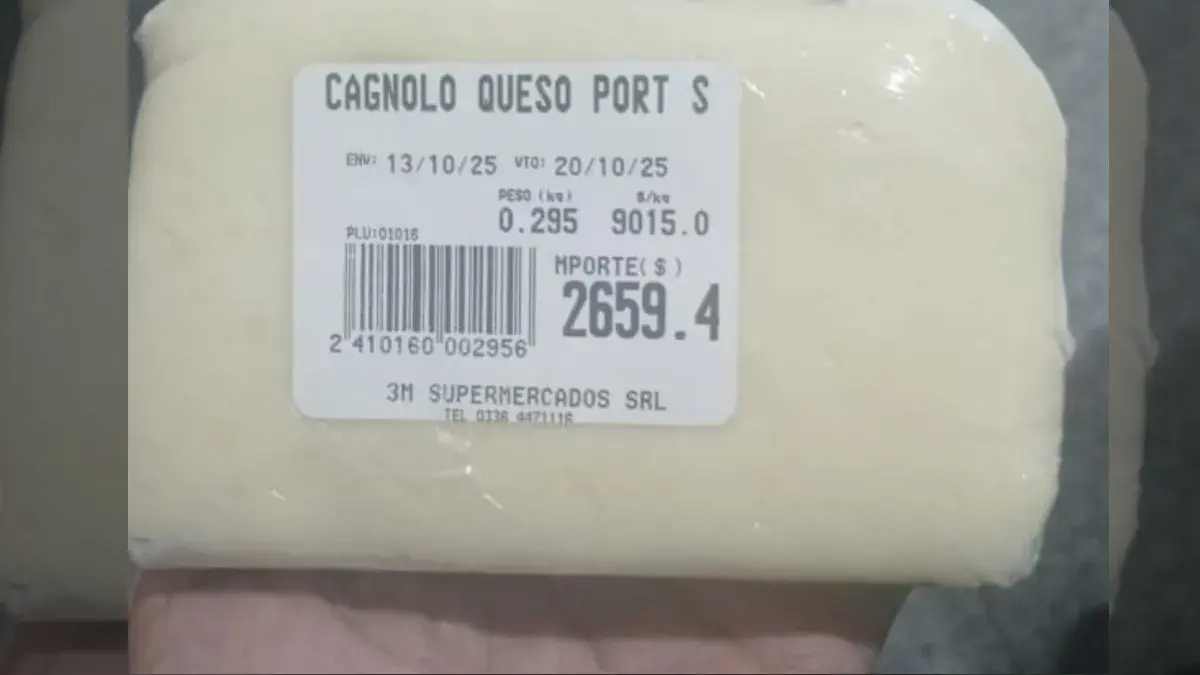 CAGNOLO QUESO PORT S
ENV: 13/10/25 VTO: 20/10/25
PESO (kg) $/kg
0.295 9015.0
PLU:01016
MPORTE($)
2659.4
2 410160 002956
3M SUPERMERCADOS SRL
TEL 0336 4471116